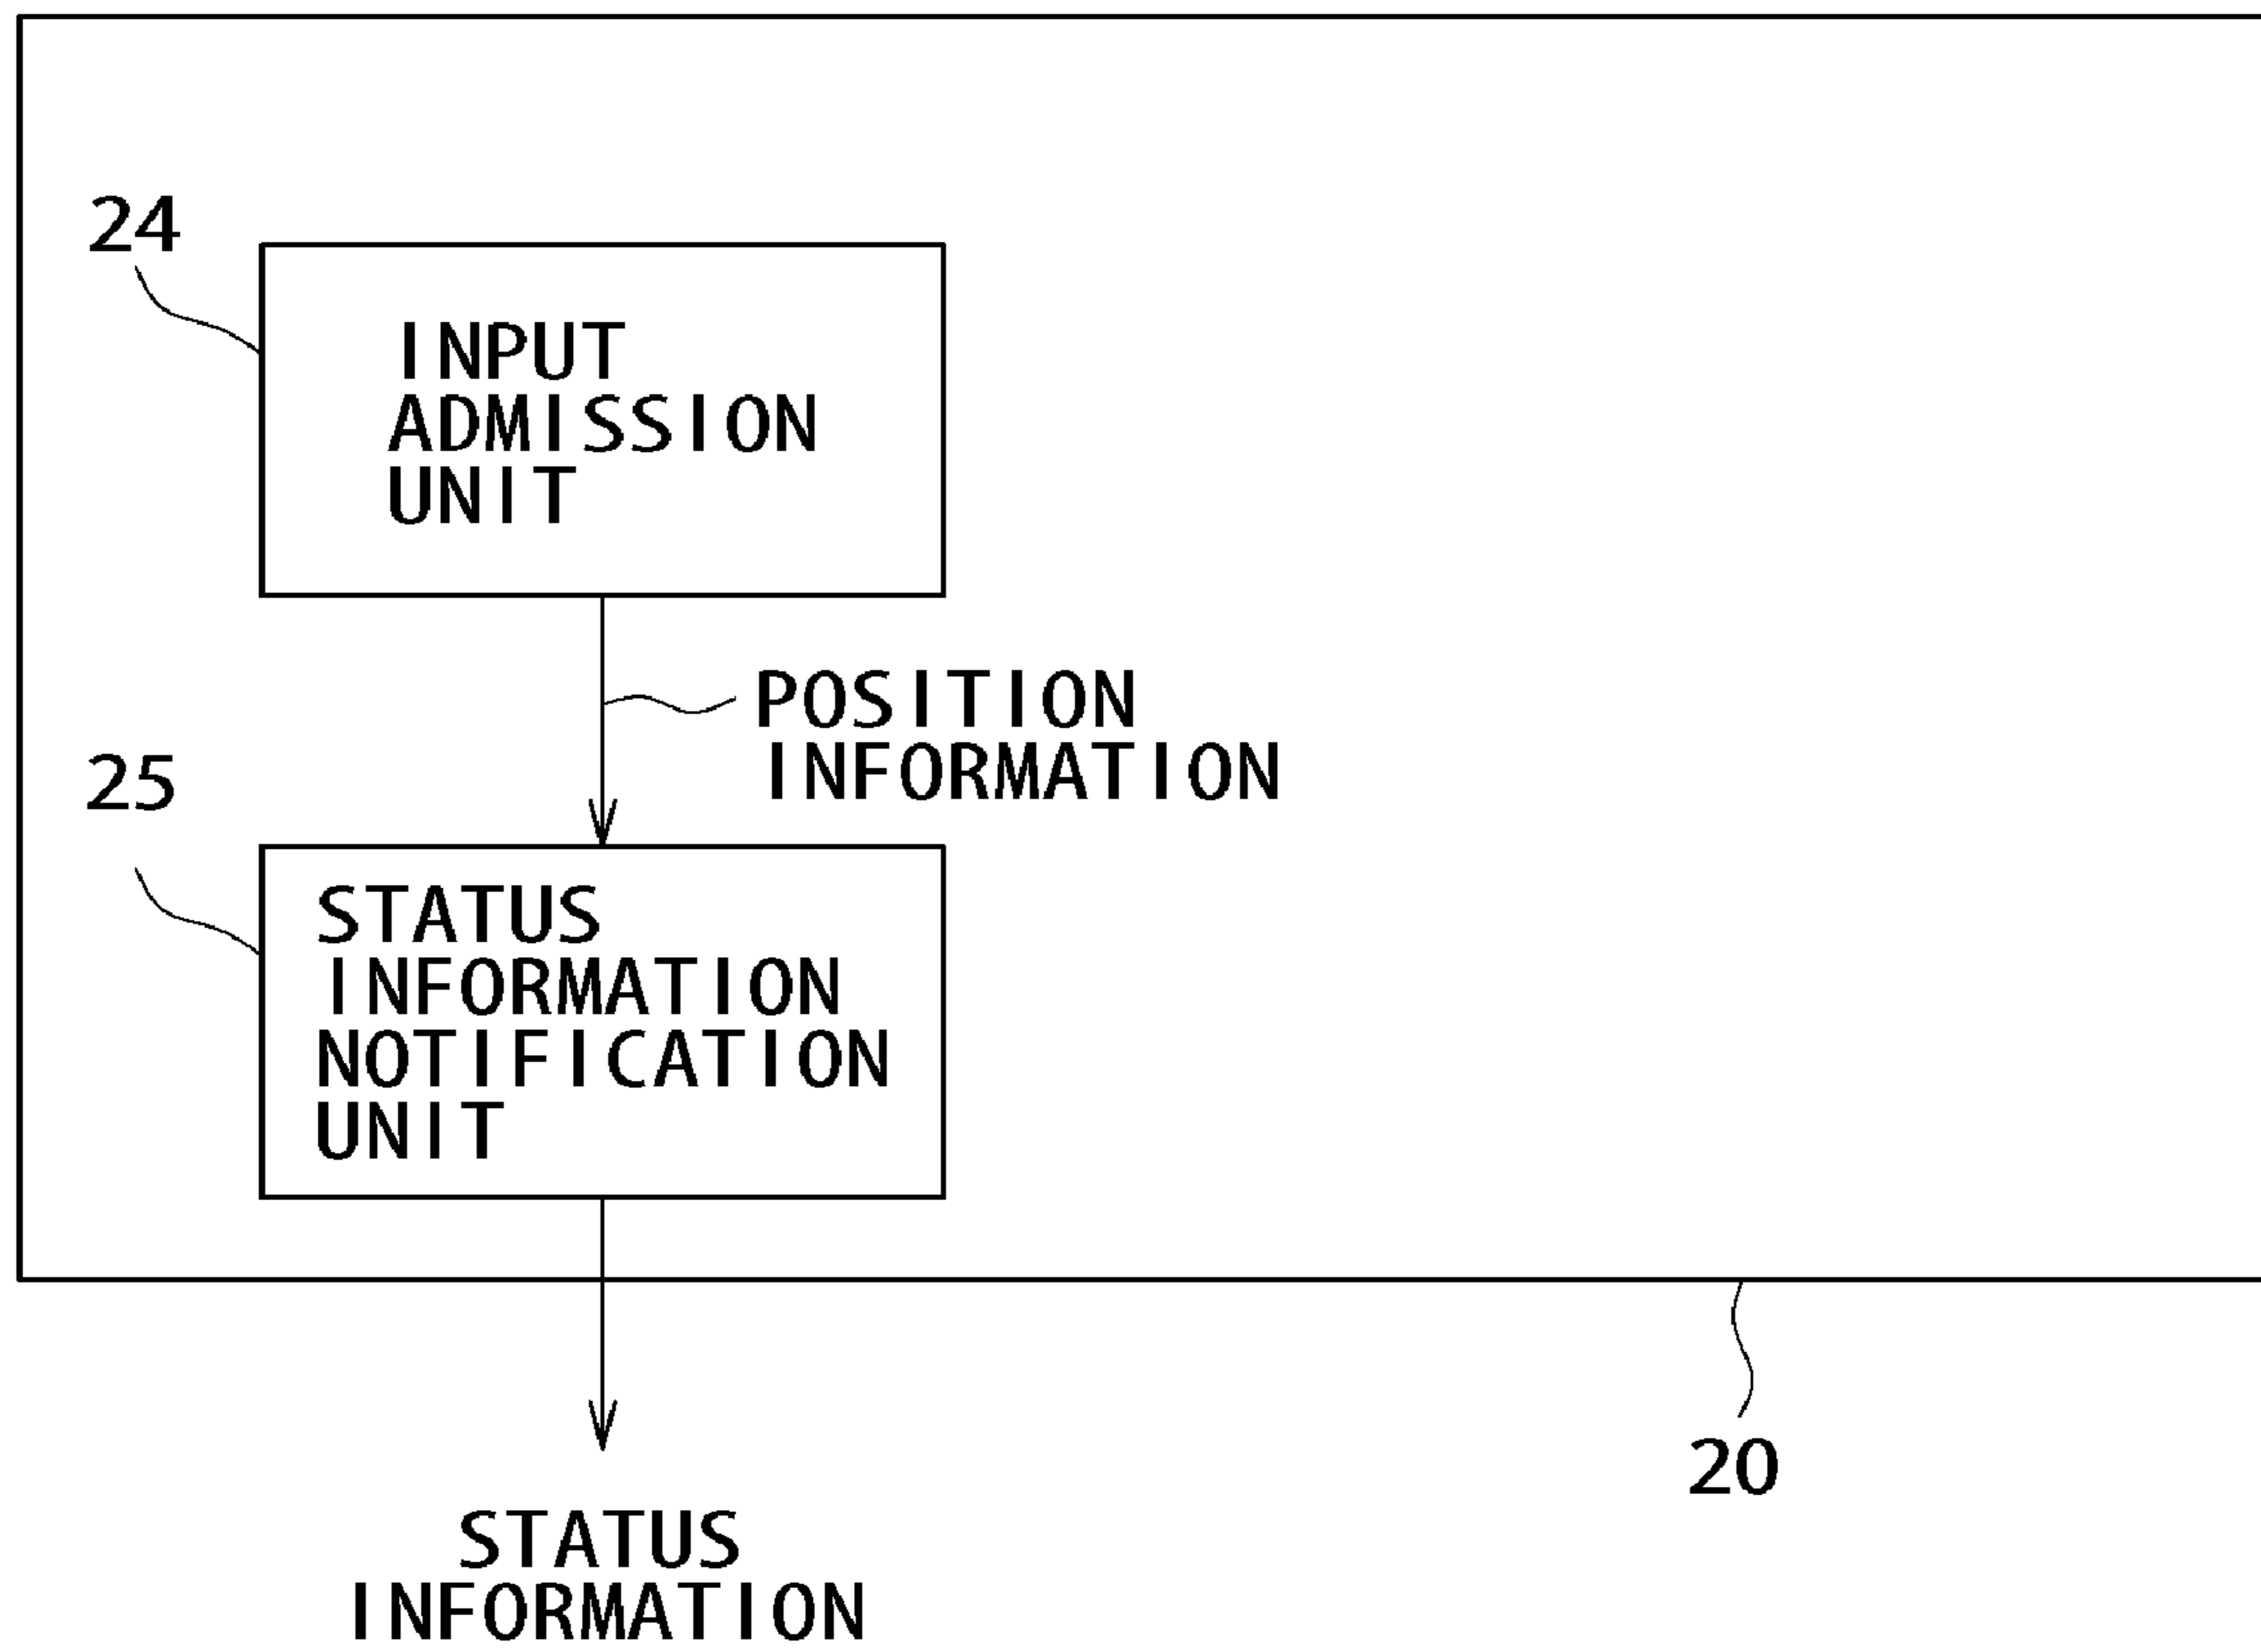 24
INPUT
ADMISSION
UNIT
POSITION
INFORMATION
25
STATUS
INFORMATION
NOTIFICATION
UNIT
20
STATUS
INFORMATION